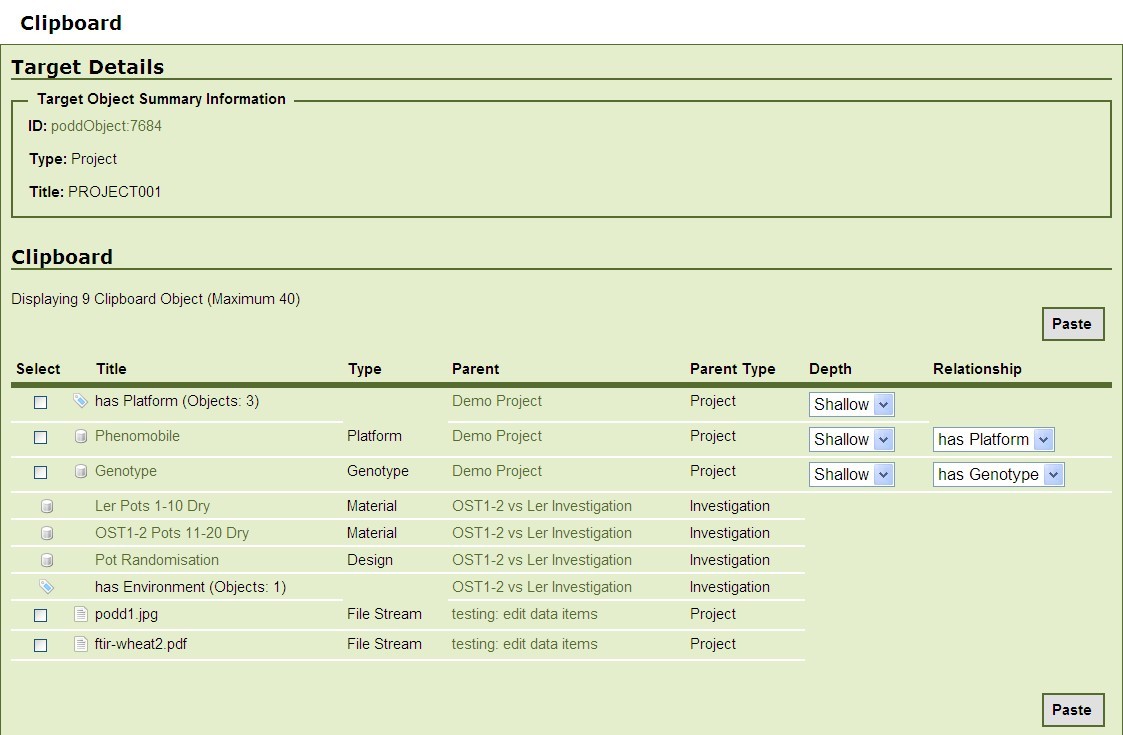 Clipboard
Target Details
Target Object Summary Information
ID: poddObject:7684
Type: Project
Title: PROJECT001
Clipboard
Displaying 9 Clipboard Object (Maximum 40)
Paste
Select Title Type Parent Parent Type Depth Relationship
has Platform (Objects: 3) Demo Project Project Shallow
Phenomobile Platform Demo Project Project Shallow has Platform
Genotype Genotype Demo Project Project Shallow has Genotype
Ler Pots 1-10 Dry Material OST1-2 vs Ler Investigation Investigation
OST1-2 Pots 11-20 Dry Material OST1-2 vs Ler Investigation Investigation
Pot Randomisation Design OST1-2 vs Ler Investigation Investigation
has Environment (Objects: 1) OST1-2 vs Ler Investigation Investigation
podd1.jpg File Stream testing: edit data items Project
ftir-wheat2.pdf File Stream testing: edit data items Project
Paste